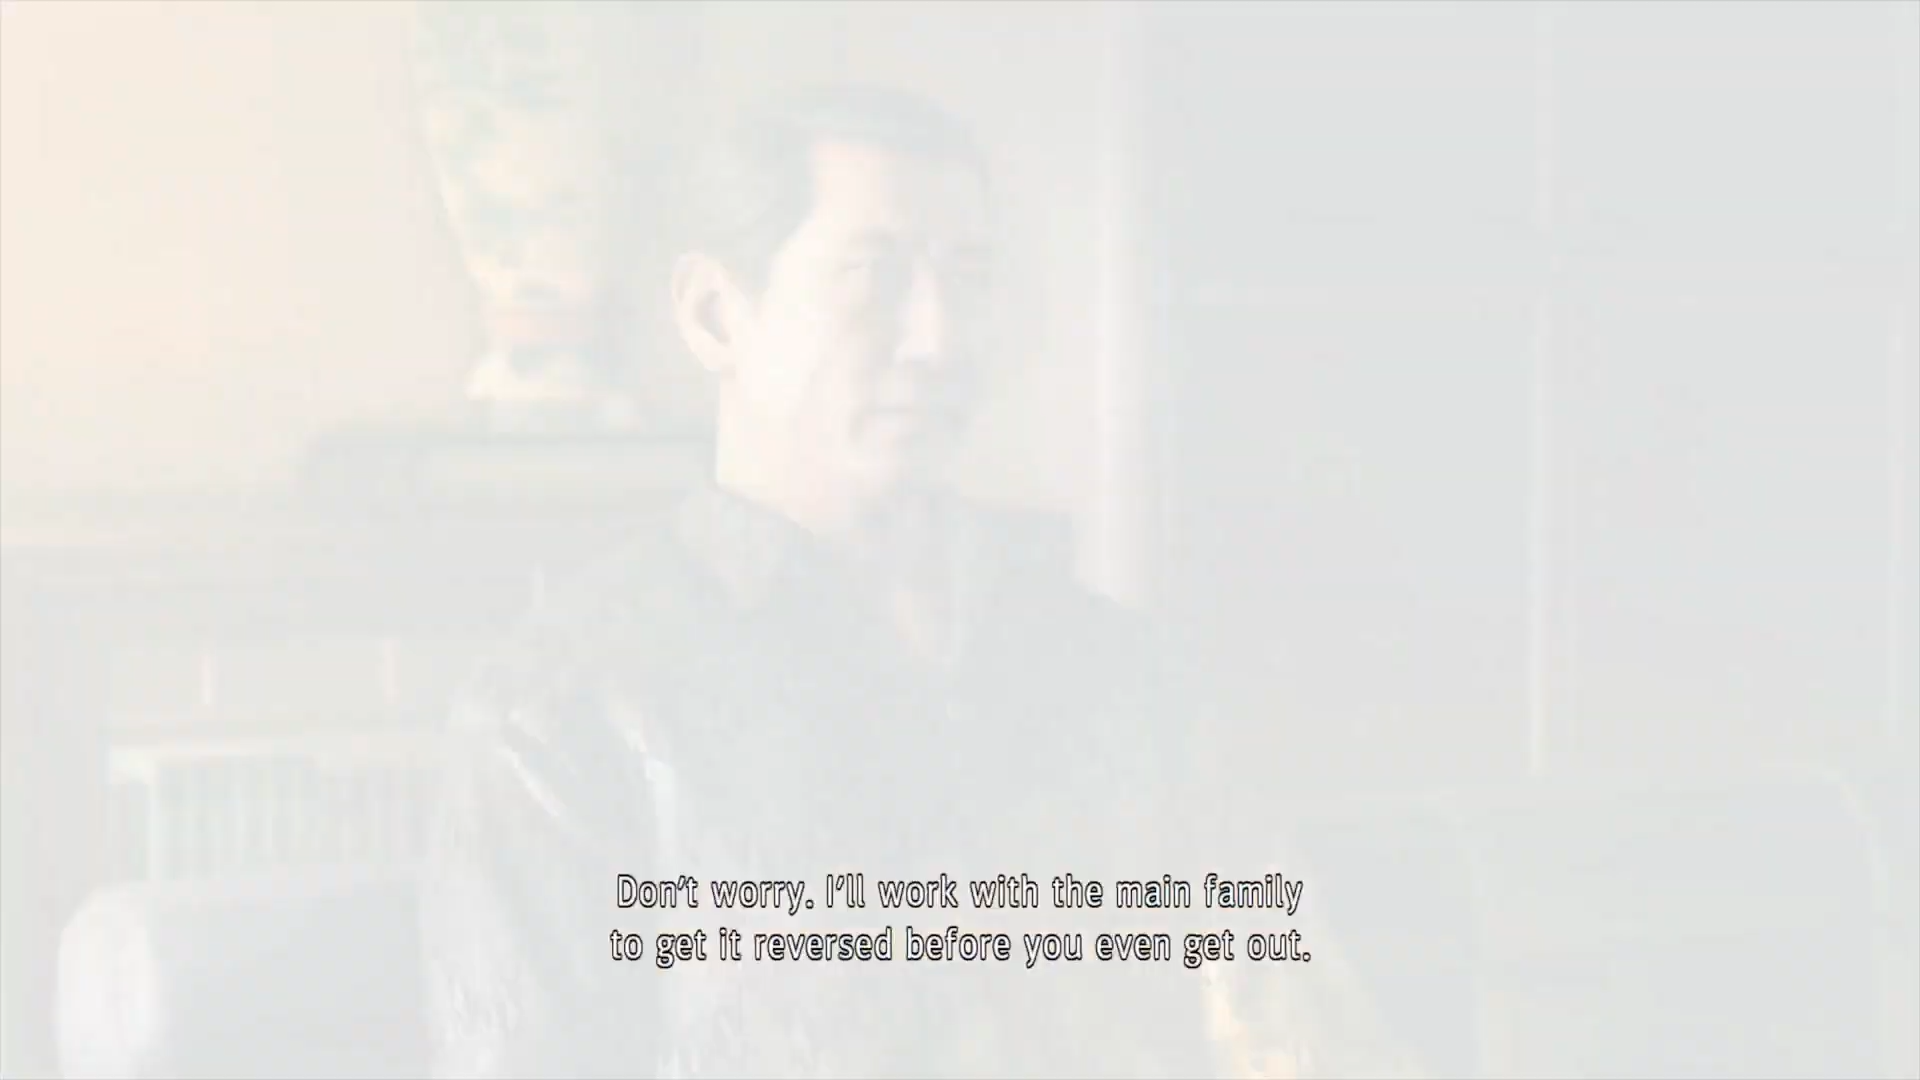 Don't worry. I'll work with the main family
to get it reversed before you even get out.